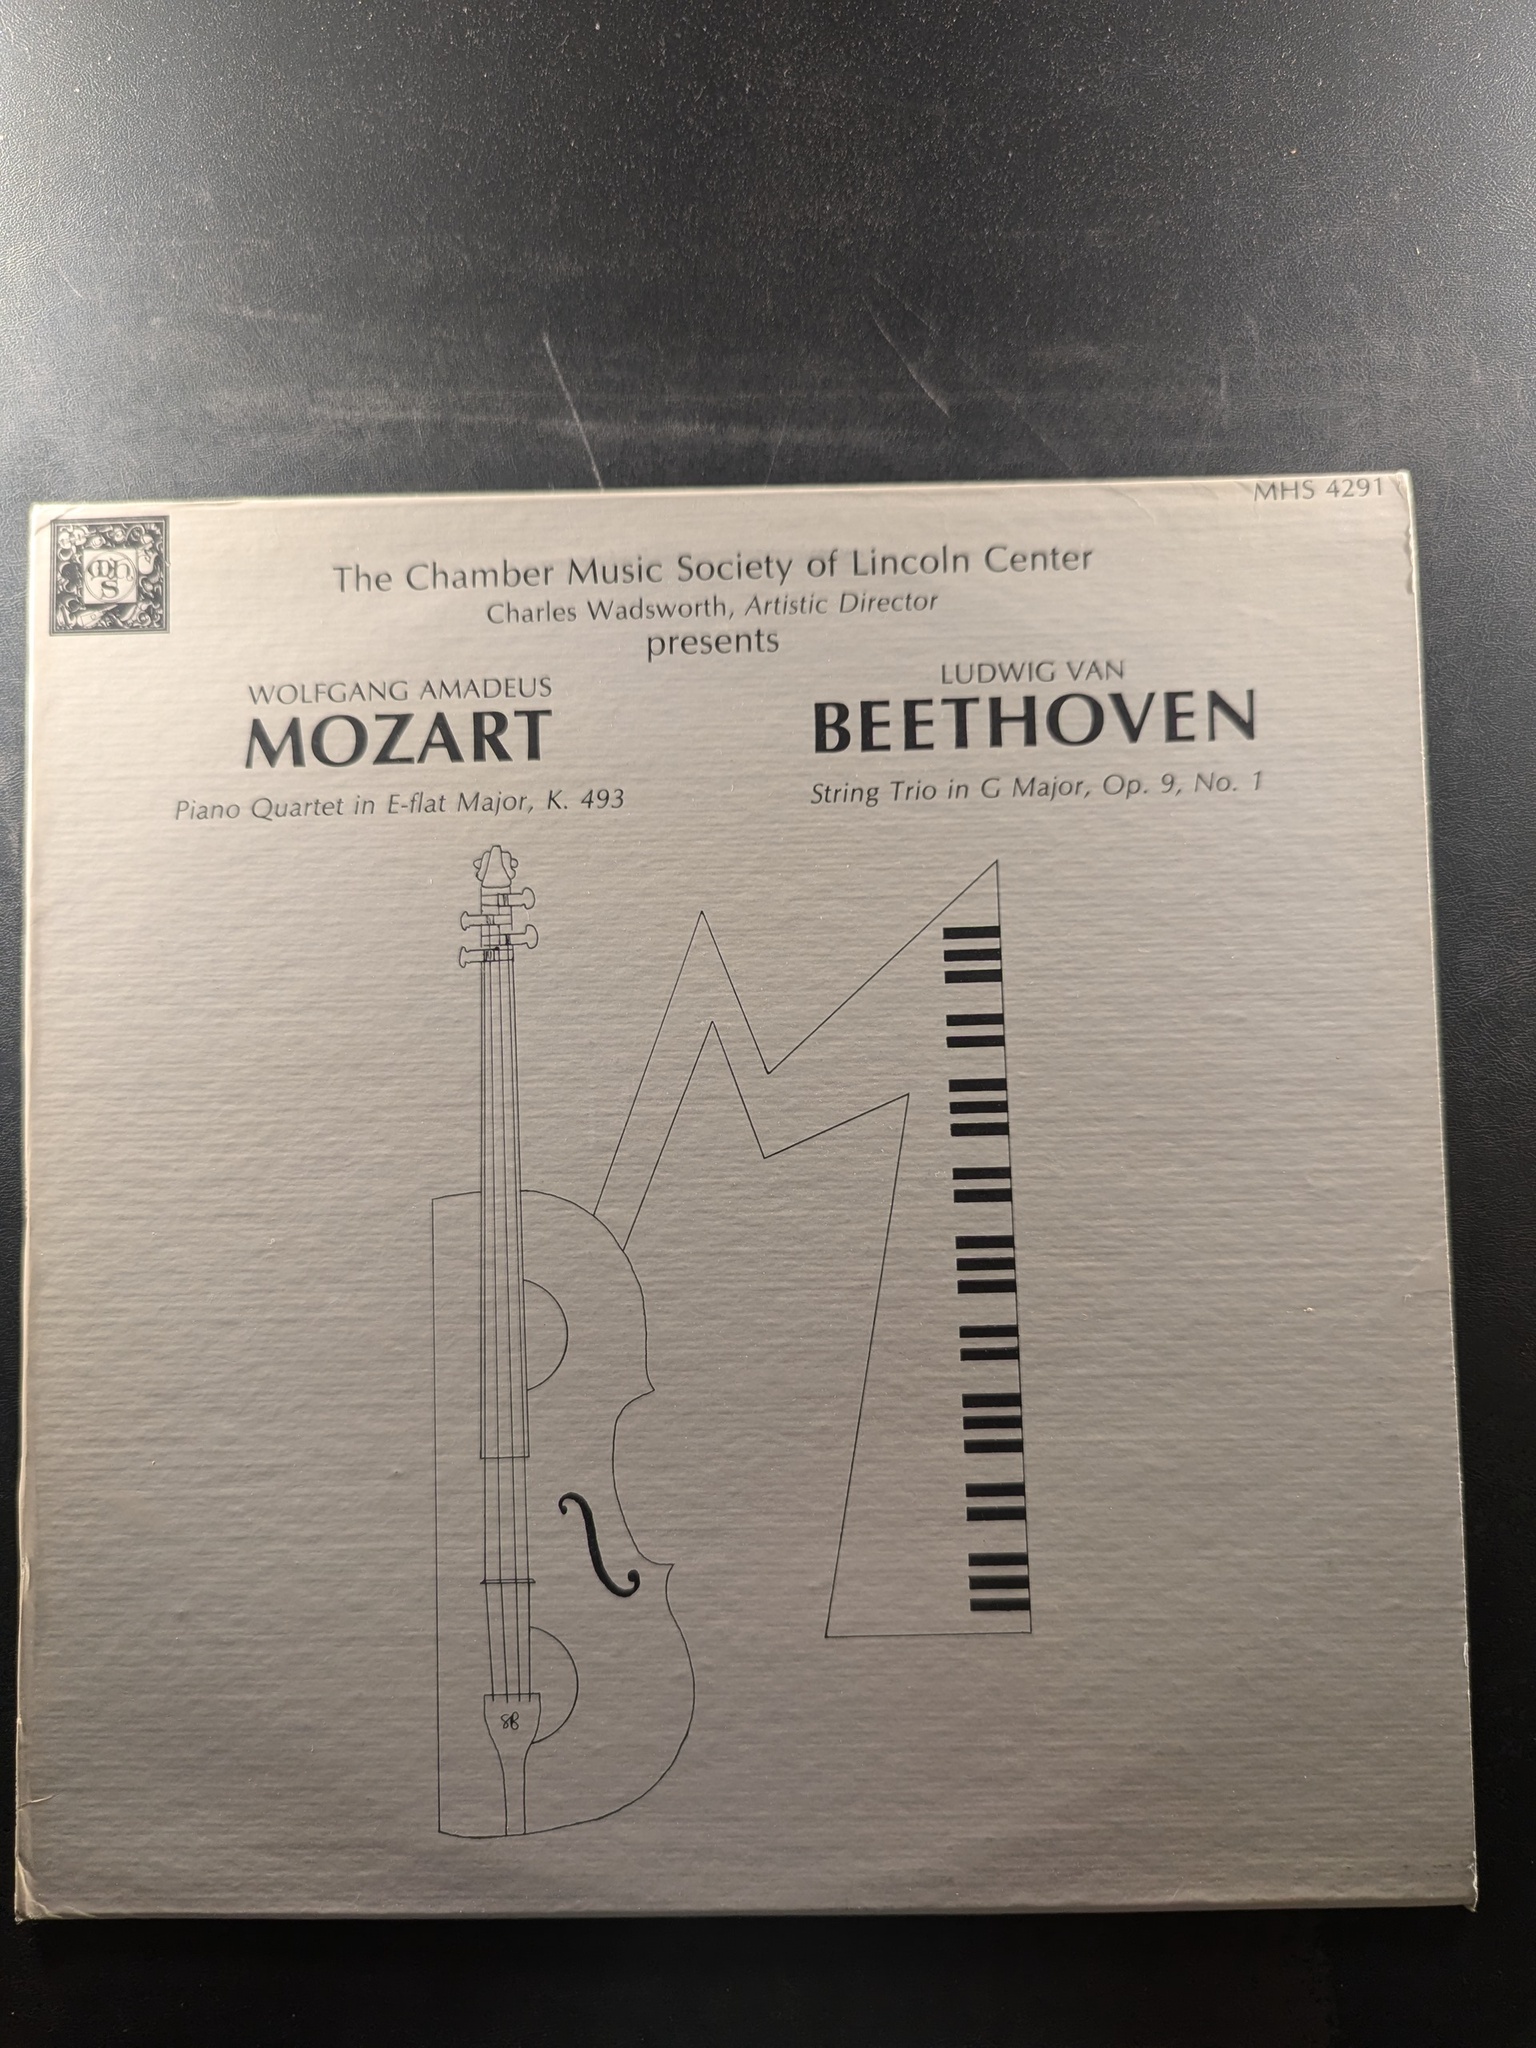 MHS 4291
mhs
The Chamber Music Society of Lincoln Center
Charles Wadsworth, Artistic Director
presents
WOLFGANG AMADEUS
MOZART
Piano Quartet in E-flat Major, K. 493
LUDWIG VAN
BEETHOVEN
String Trio in G Major, Op. 9, No. 1